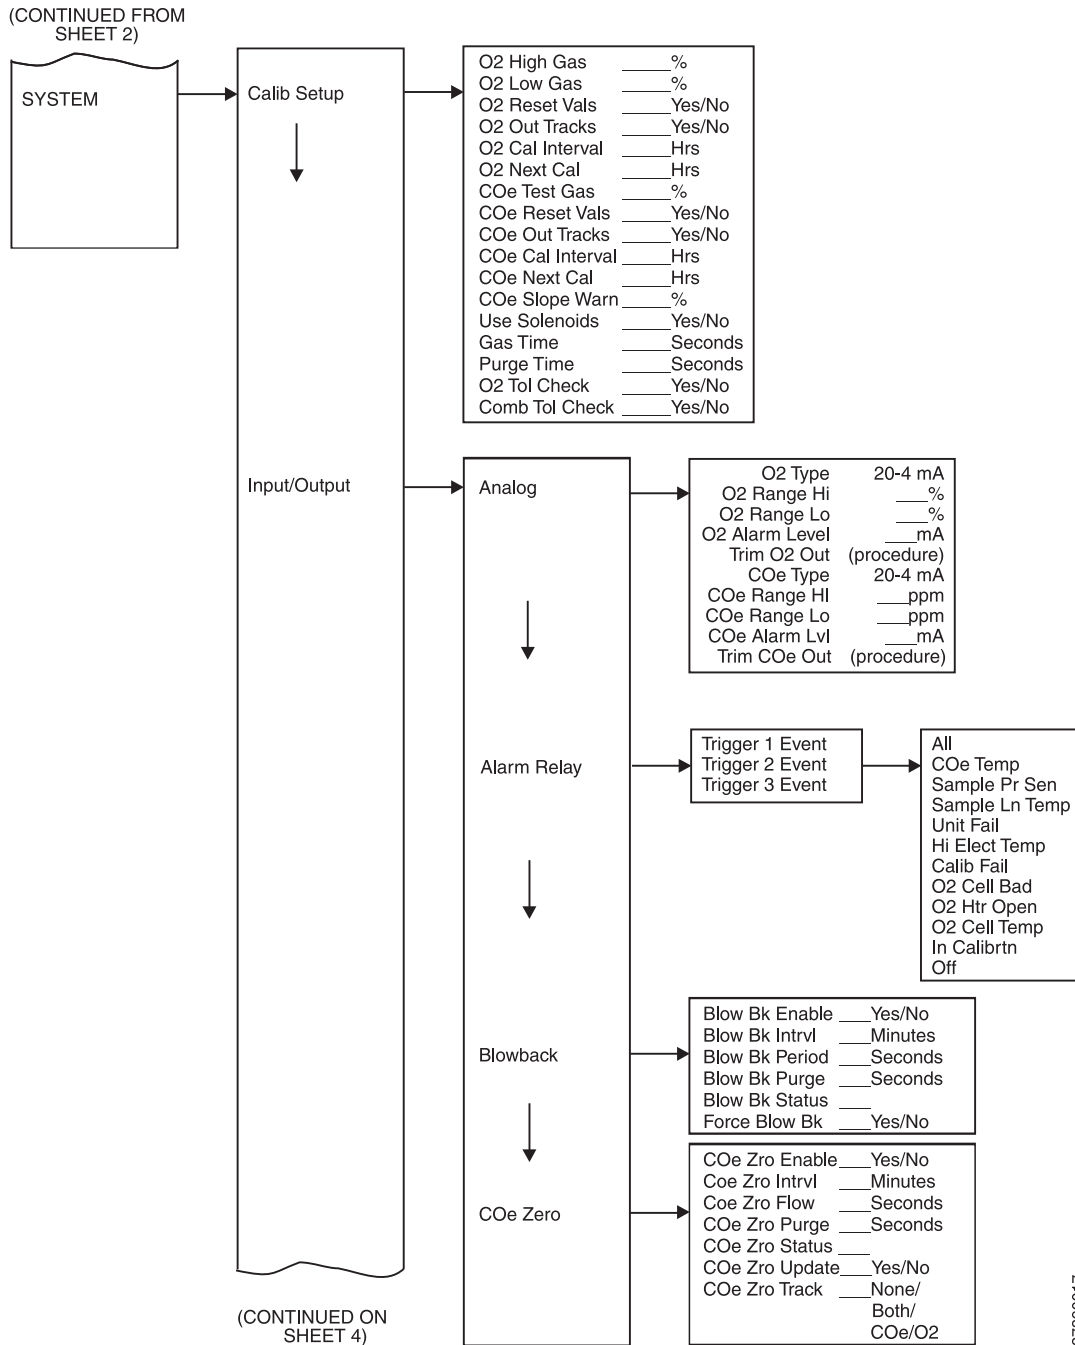 (CONTINUED FROM
SHEET 2)
SYSTEM
Calib Setup
O2 High Gas _____%
O2 Low Gas _____%
O2 Reset Vals _____Yes/No
O2 Out Tracks _____Yes/No
O2 Cal Interval _____Hrs
O2 Next Cal _____Hrs
COe Test Gas _____%
COe Reset Vals _____Yes/No
COe Out Tracks _____Yes/No
COe Cal Interval _____Hrs
COe Next Cal _____Hrs
COe Slope Warn _____%
Use Solenoids _____Yes/No
Gas Time _____Seconds
Purge Time _____Seconds
O2 Tol Check _____Yes/No
Comb Tol Check _____Yes/No
Input/Output
Analog
O2 Type 20-4 mA
O2 Range Hi ___%
O2 Range Lo ___%
O2 Alarm Level ___mA
Trim O2 Out (procedure)
COe Type 20-4 mA
COe Range HI ___ppm
COe Range Lo ___ppm
COe Alarm Lvl ___mA
Trim COe Out (procedure)
Alarm Relay
Trigger 1 Event
Trigger 2 Event
Trigger 3 Event
All
COe Temp
Sample Pr Sen
Sample Ln Temp
Unit Fail
Hi Elect Temp
Calib Fail
O2 Cell Bad
O2 Htr Open
O2 Cell Temp
In Calibrtn
Off
Blowback
Blow Bk Enable ___Yes/No
Blow Bk Intrvl ___Minutes
Blow Bk Period ___Seconds
Blow Bk Purge ___Seconds
Blow Bk Status ___
Force Blow Bk ___Yes/No
COe Zero
COe Zro Enable ___Yes/No
Coe Zro Intrvl ___Minutes
Coe Zro Flow ___Seconds
COe Zro Purge ___Seconds
COe Zro Status ___
COe Zro Update ___Yes/No
COe Zro Track ___None/
Both/
COe/O2
(CONTINUED ON
SHEET 4)